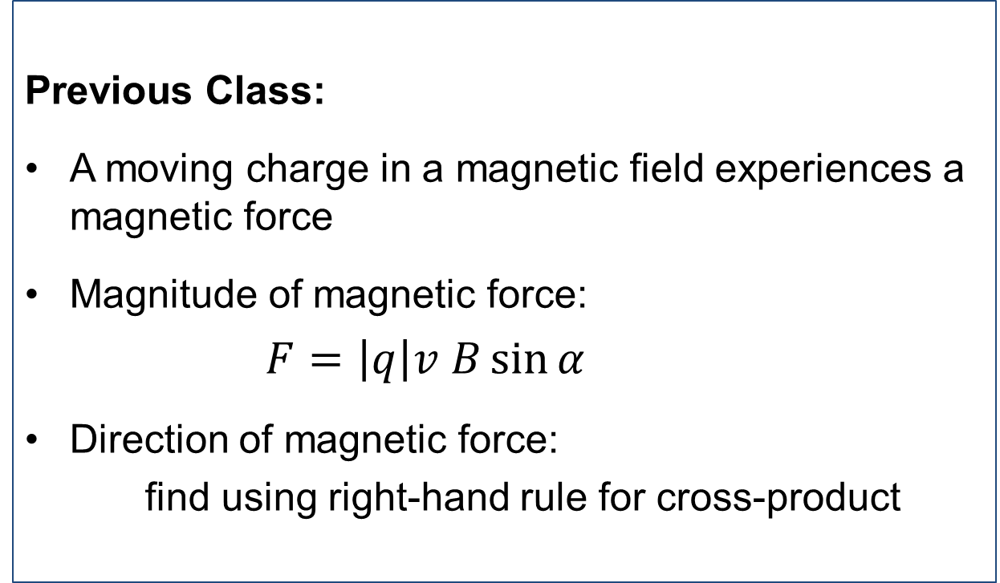 Previous Class:
• A moving charge in a magnetic field experiences a
magnetic force
• Magnitude of magnetic force:
𝐹 = |𝑞|𝑣 𝐵 sin 𝛼
• Direction of magnetic force:
find using right-hand rule for cross-product